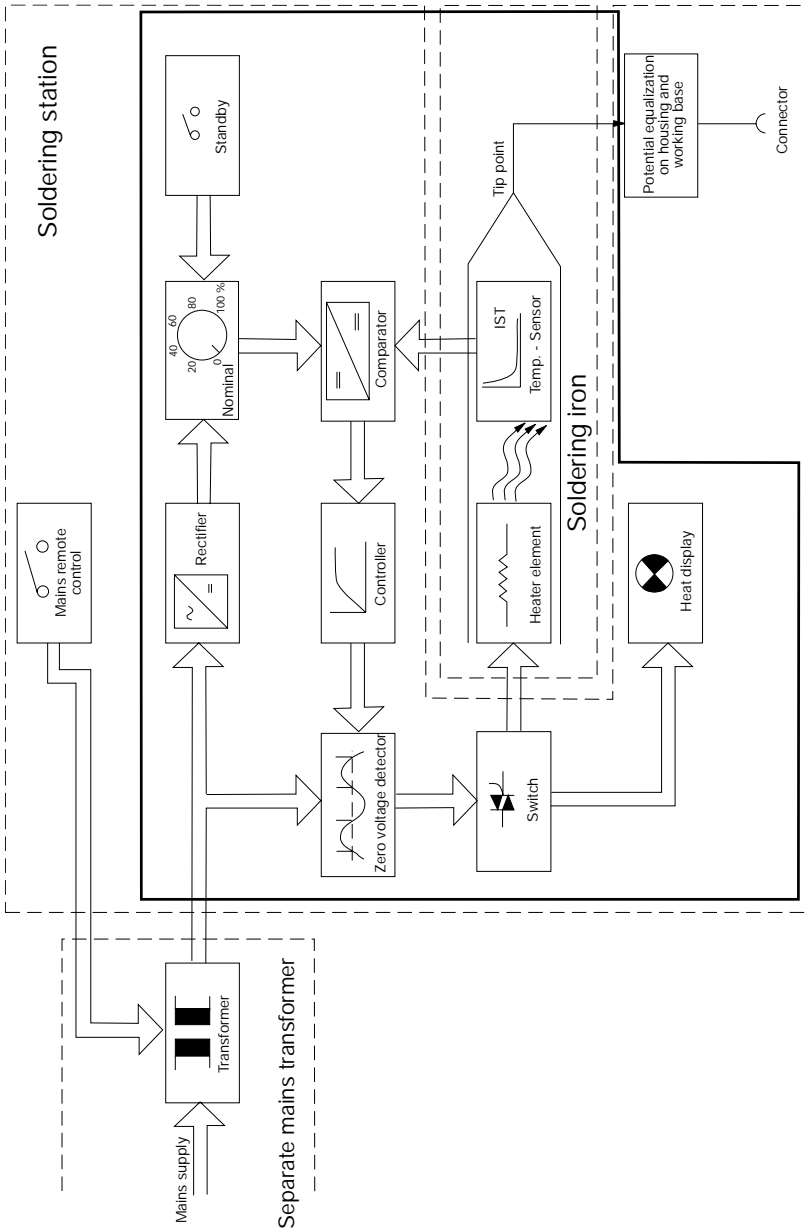 Soldering station
Mains remote
control
Standby
Mains supply
Transformer
Rectifier
0
20
40
60
80
100 %
Nominal
Zero voltage detector
Controller
Comparator
Switch
Heater element
IST
Temp. - Sensor
Tip point
Soldering iron
Potential equalization
on housing and
working base
Connector
Heat display
Separate mains transformer